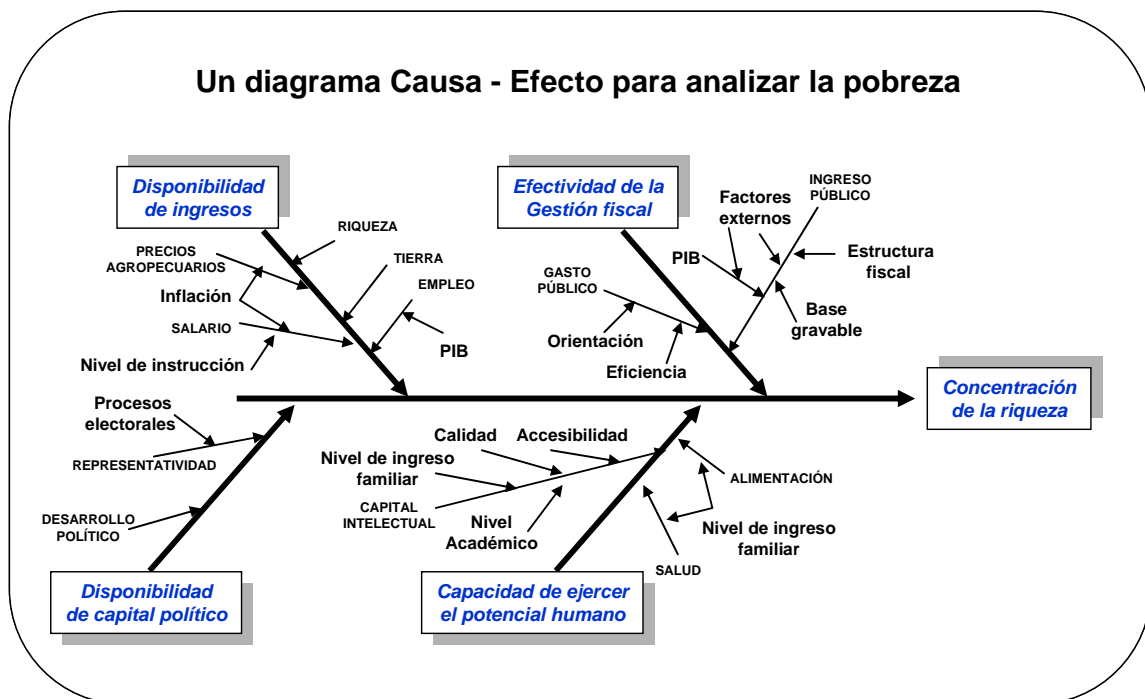 Un diagrama Causa - Efecto para analizar la pobreza
Disponibilidad
de ingresos
RIQUEZA
PRECIOS
AGROPECUARIOS
TIERRA
EMPLEO
Inflación
SALARIO
PIB
Nivel de instrucción
Efectividad de la
Gestión fiscal
INGRESO
PÚBLICO
Factores
externos
Estructura
fiscal
PIB
GASTO
PÚBLICO
Base
gravable
Orientación
Eficiencia
Concentración
de la riqueza
Procesos
electorales
REPRESENTATIVIDAD
DESARROLLO
POLÍTICO
Disponibilidad
de capital político
Calidad
Accesibilidad
Nivel de ingreso
familiar
CAPITAL
INTELECTUAL
Nivel
Académico
ALIMENTACIÓN
Nivel de ingreso
familiar
SALUD
Capacidad de ejercer
el potencial humano